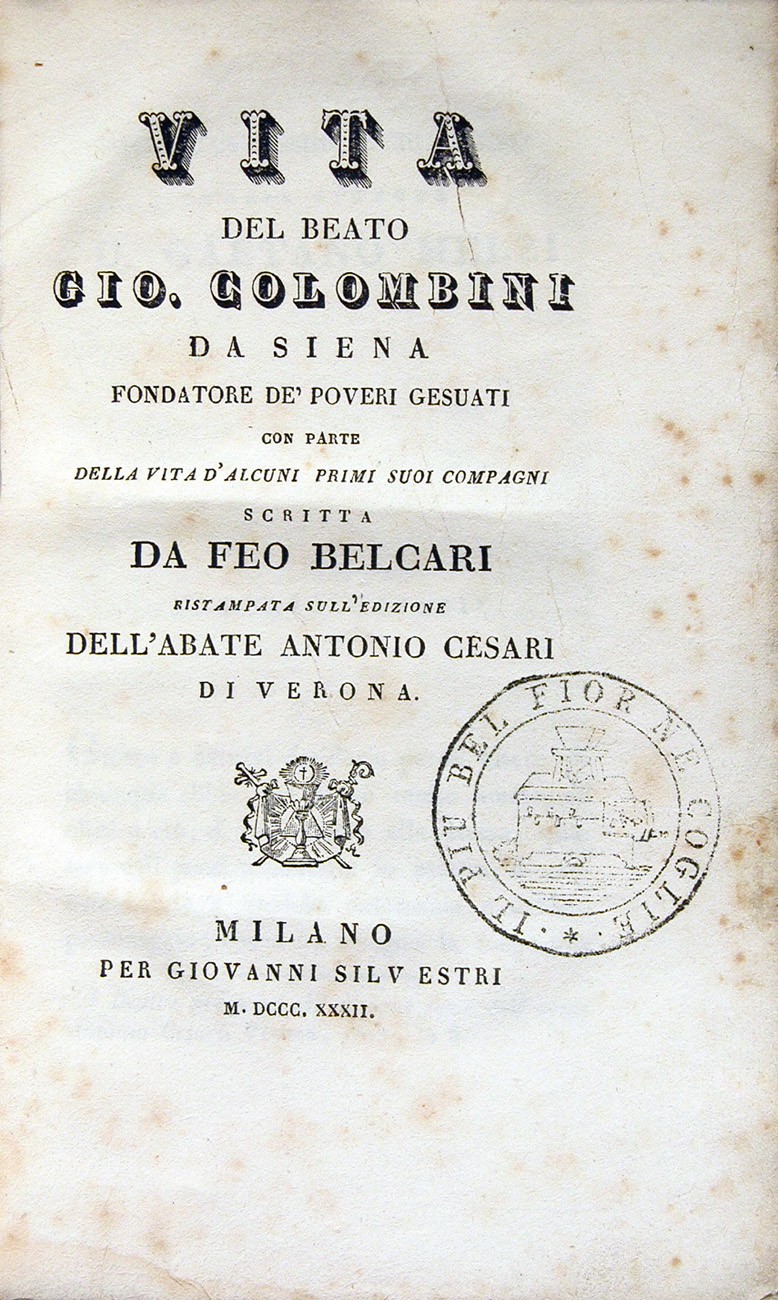 VITA
DEL BEATO
GIO. COLOMBINI
DA SIENA
FONDATORE DE' POVERI GESUATI
CON PARTE
DELLA VITA D'ALCUNI PRIMI SUOI COMPAGNI
SCRITTA
DA FEO BELCARI
RISTAMPATA SULL'EDIZIONE
DELL'ABATE ANTONIO CESARI
DI VERONA.
IL PIU BEL FIOR NE COGLIE
MILANO
PER GIOVANNI SILVESTRI
M. DCCC. XXXII.